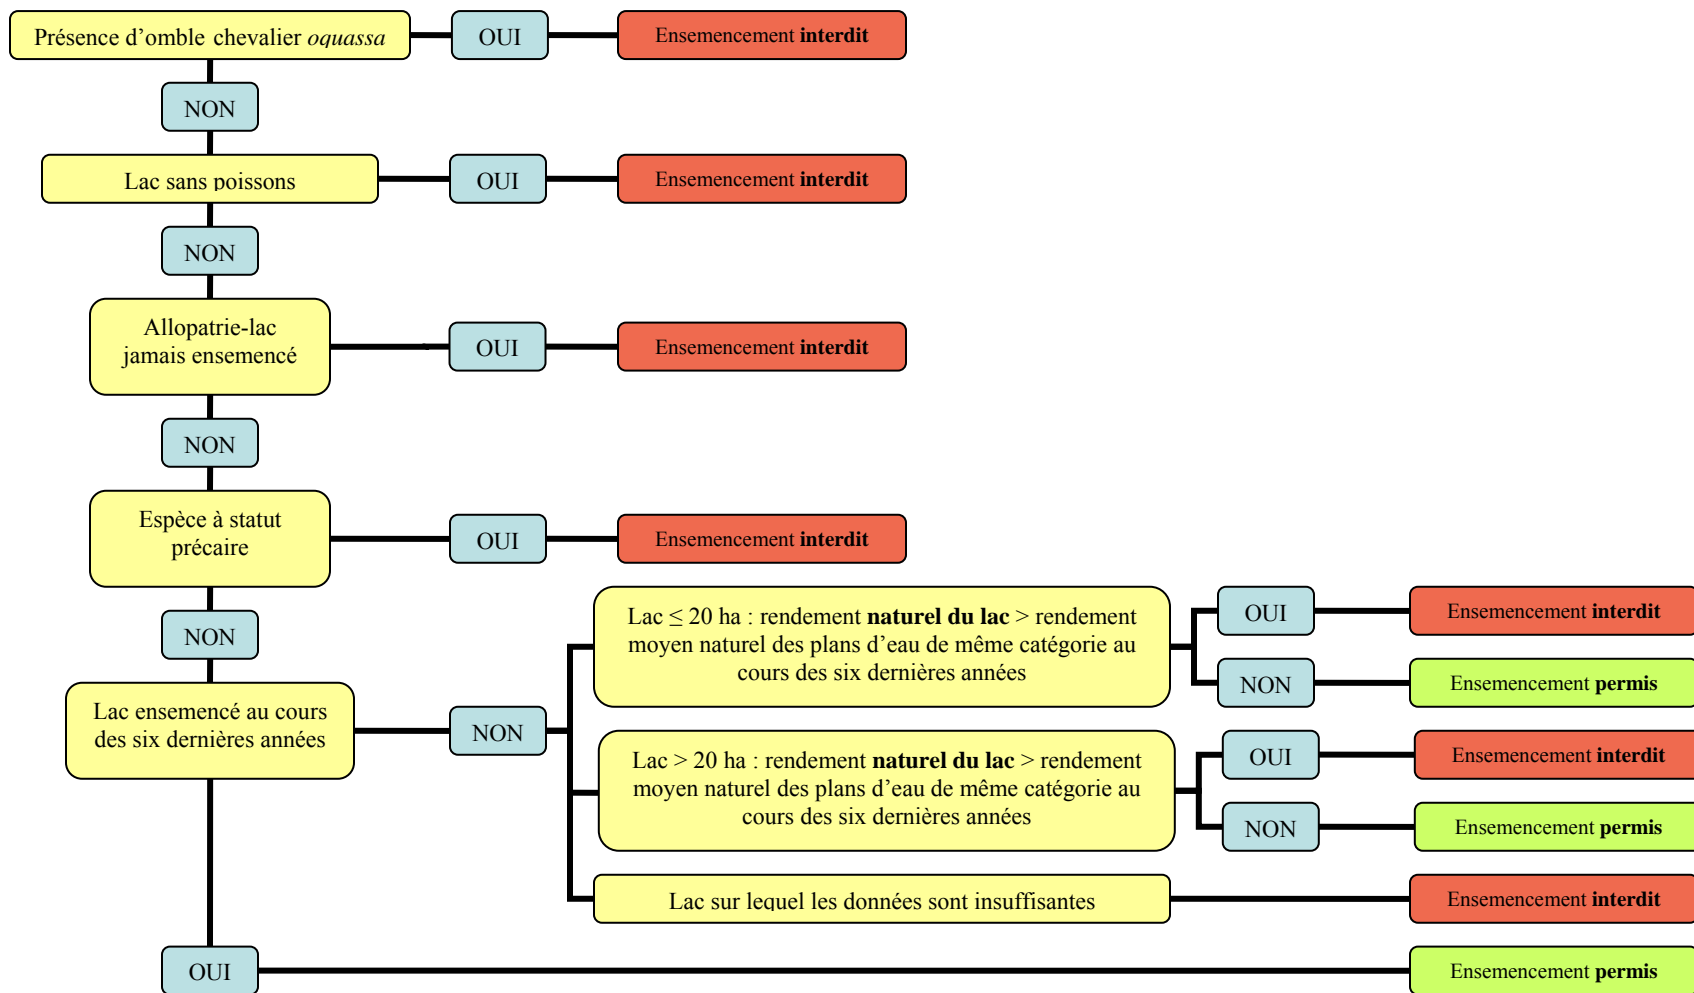 Présence d'omble chevalier oquassa
OUI
Ensemencement interdit
NON
Lac sans poissons
OUI
Ensemencement interdit
NON
Allopatrie-lac
jamais ensemencé
OUI
Ensemencement interdit
NON
Espèce à statut
précaire
OUI
Ensemencement interdit
NON
Lac ensemencé au cours
des six dernières années
NON
Lac ≤ 20 ha : rendement naturel du lac > rendement
moyen naturel des plans d'eau de même catégorie au
cours des six dernières années
OUI
Ensemencement interdit
NON
Ensemencement permis
Lac > 20 ha : rendement naturel du lac > rendement
moyen naturel des plans d'eau de même catégorie au
cours des six dernières années
OUI
Ensemencement interdit
NON
Ensemencement permis
Lac sur lequel les données sont insuffisantes
Ensemencement interdit
OUI
Ensemencement permis